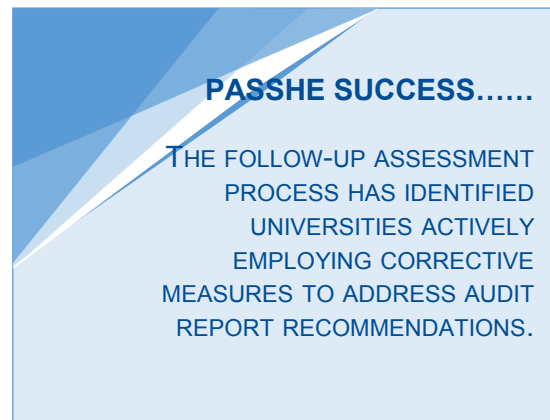 PASSHE SUCCESS……
THE FOLLOW-UP ASSESSMENT
PROCESS HAS IDENTIFIED
UNIVERSITIES ACTIVELY
EMPLOYING CORRECTIVE
MEASURES TO ADDRESS AUDIT
REPORT RECOMMENDATIONS.